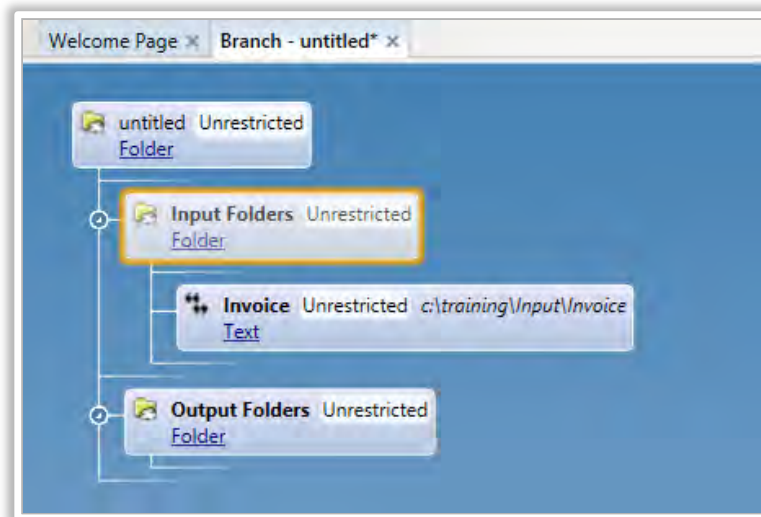 Welcome Page × Branch - untitled* ×
untitled Unrestricted
Folder
Input Folders Unrestricted
Folder
Invoice Unrestricted c:\training\Input\Invoice
Text
Output Folders Unrestricted
Folder